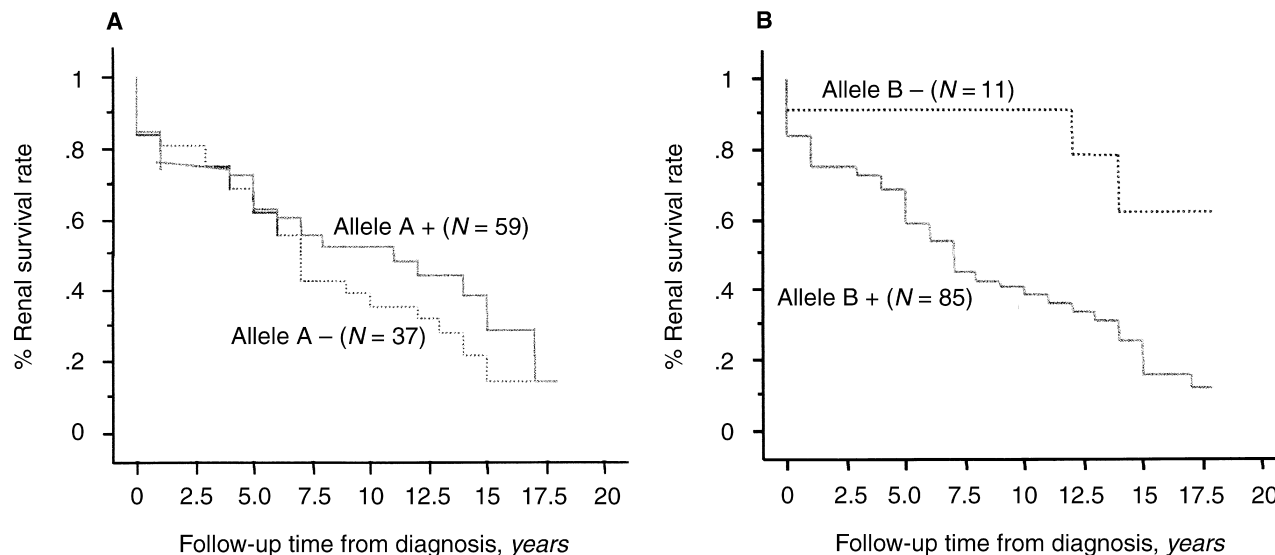 A
% Renal survival rate
1
.8
.6
.4
.2
0
Allele A + (N = 59)
Allele A – (N = 37)
0 2.5 5.0 7.5 10 12.5 15 17.5 20
Follow-up time from diagnosis, years
B
% Renal survival rate
1
.8
.6
.4
.2
0
Allele B – (N = 11)
Allele B + (N = 85)
0 2.5 5.0 7.5 10 12.5 15 17.5 20
Follow-up time from diagnosis, years